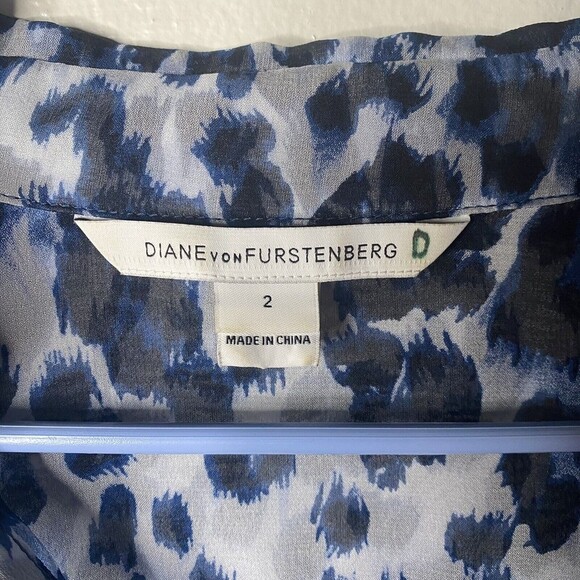 DIANE VON FURSTENBERG D
2
MADE IN CHINA